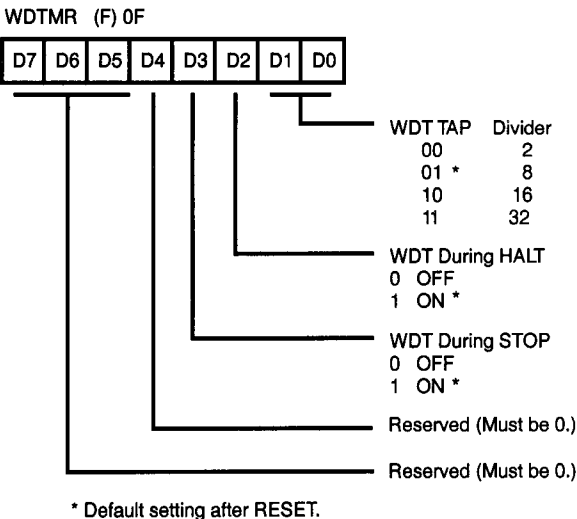 WDTMR (F) 0F
D7 D6 D5 D4 D3 D2 D1 D0
WDT TAP Divider
00 2
01 * 8
10 16
11 32
WDT During HALT
0 OFF
1 ON *
WDT During STOP
0 OFF
1 ON *
Reserved (Must be 0.)
Reserved (Must be 0.)
* Default setting after RESET.